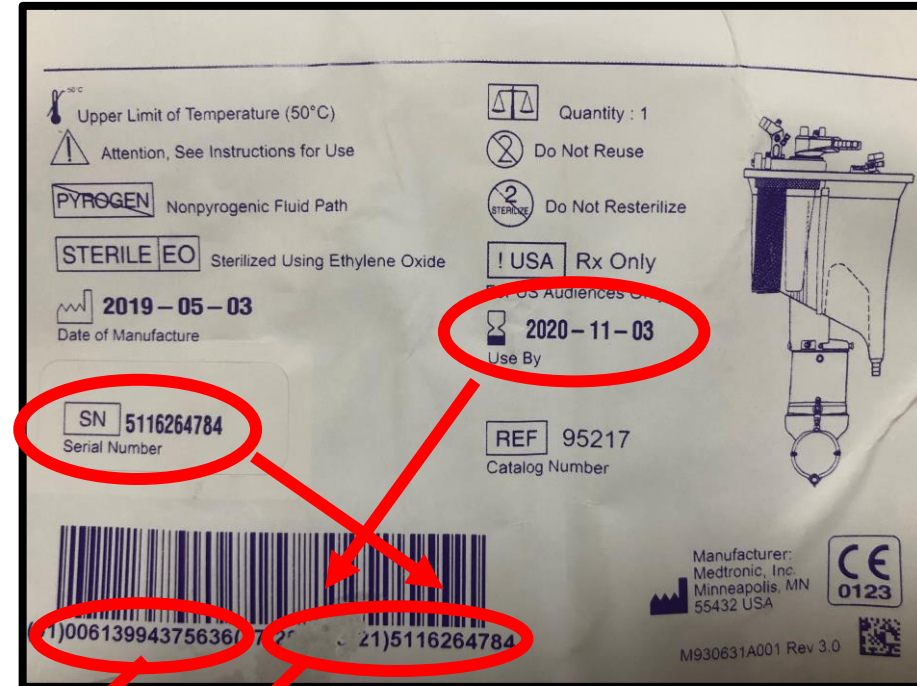 50°C
Upper Limit of Temperature (50°C)
Attention, See Instructions for Use
PYROGEN Nonpyrogenic Fluid Path
STERILE EO Sterilized Using Ethylene Oxide
2019-05-03
Date of Manufacture
SN 5116264784
Serial Number
Quantity : 1
2 Do Not Reuse
2 STERILIZE Do Not Resterilize
! USA Rx Only
For US Audiences Only
2020-11-03
Use By
REF 95217
Catalog Number
Manufacturer:
Medtronic, Inc.
Minneapolis, MN
55432 USA
CE
0123
M930631A001 Rev 3.0
00613994375636 21)5116264784